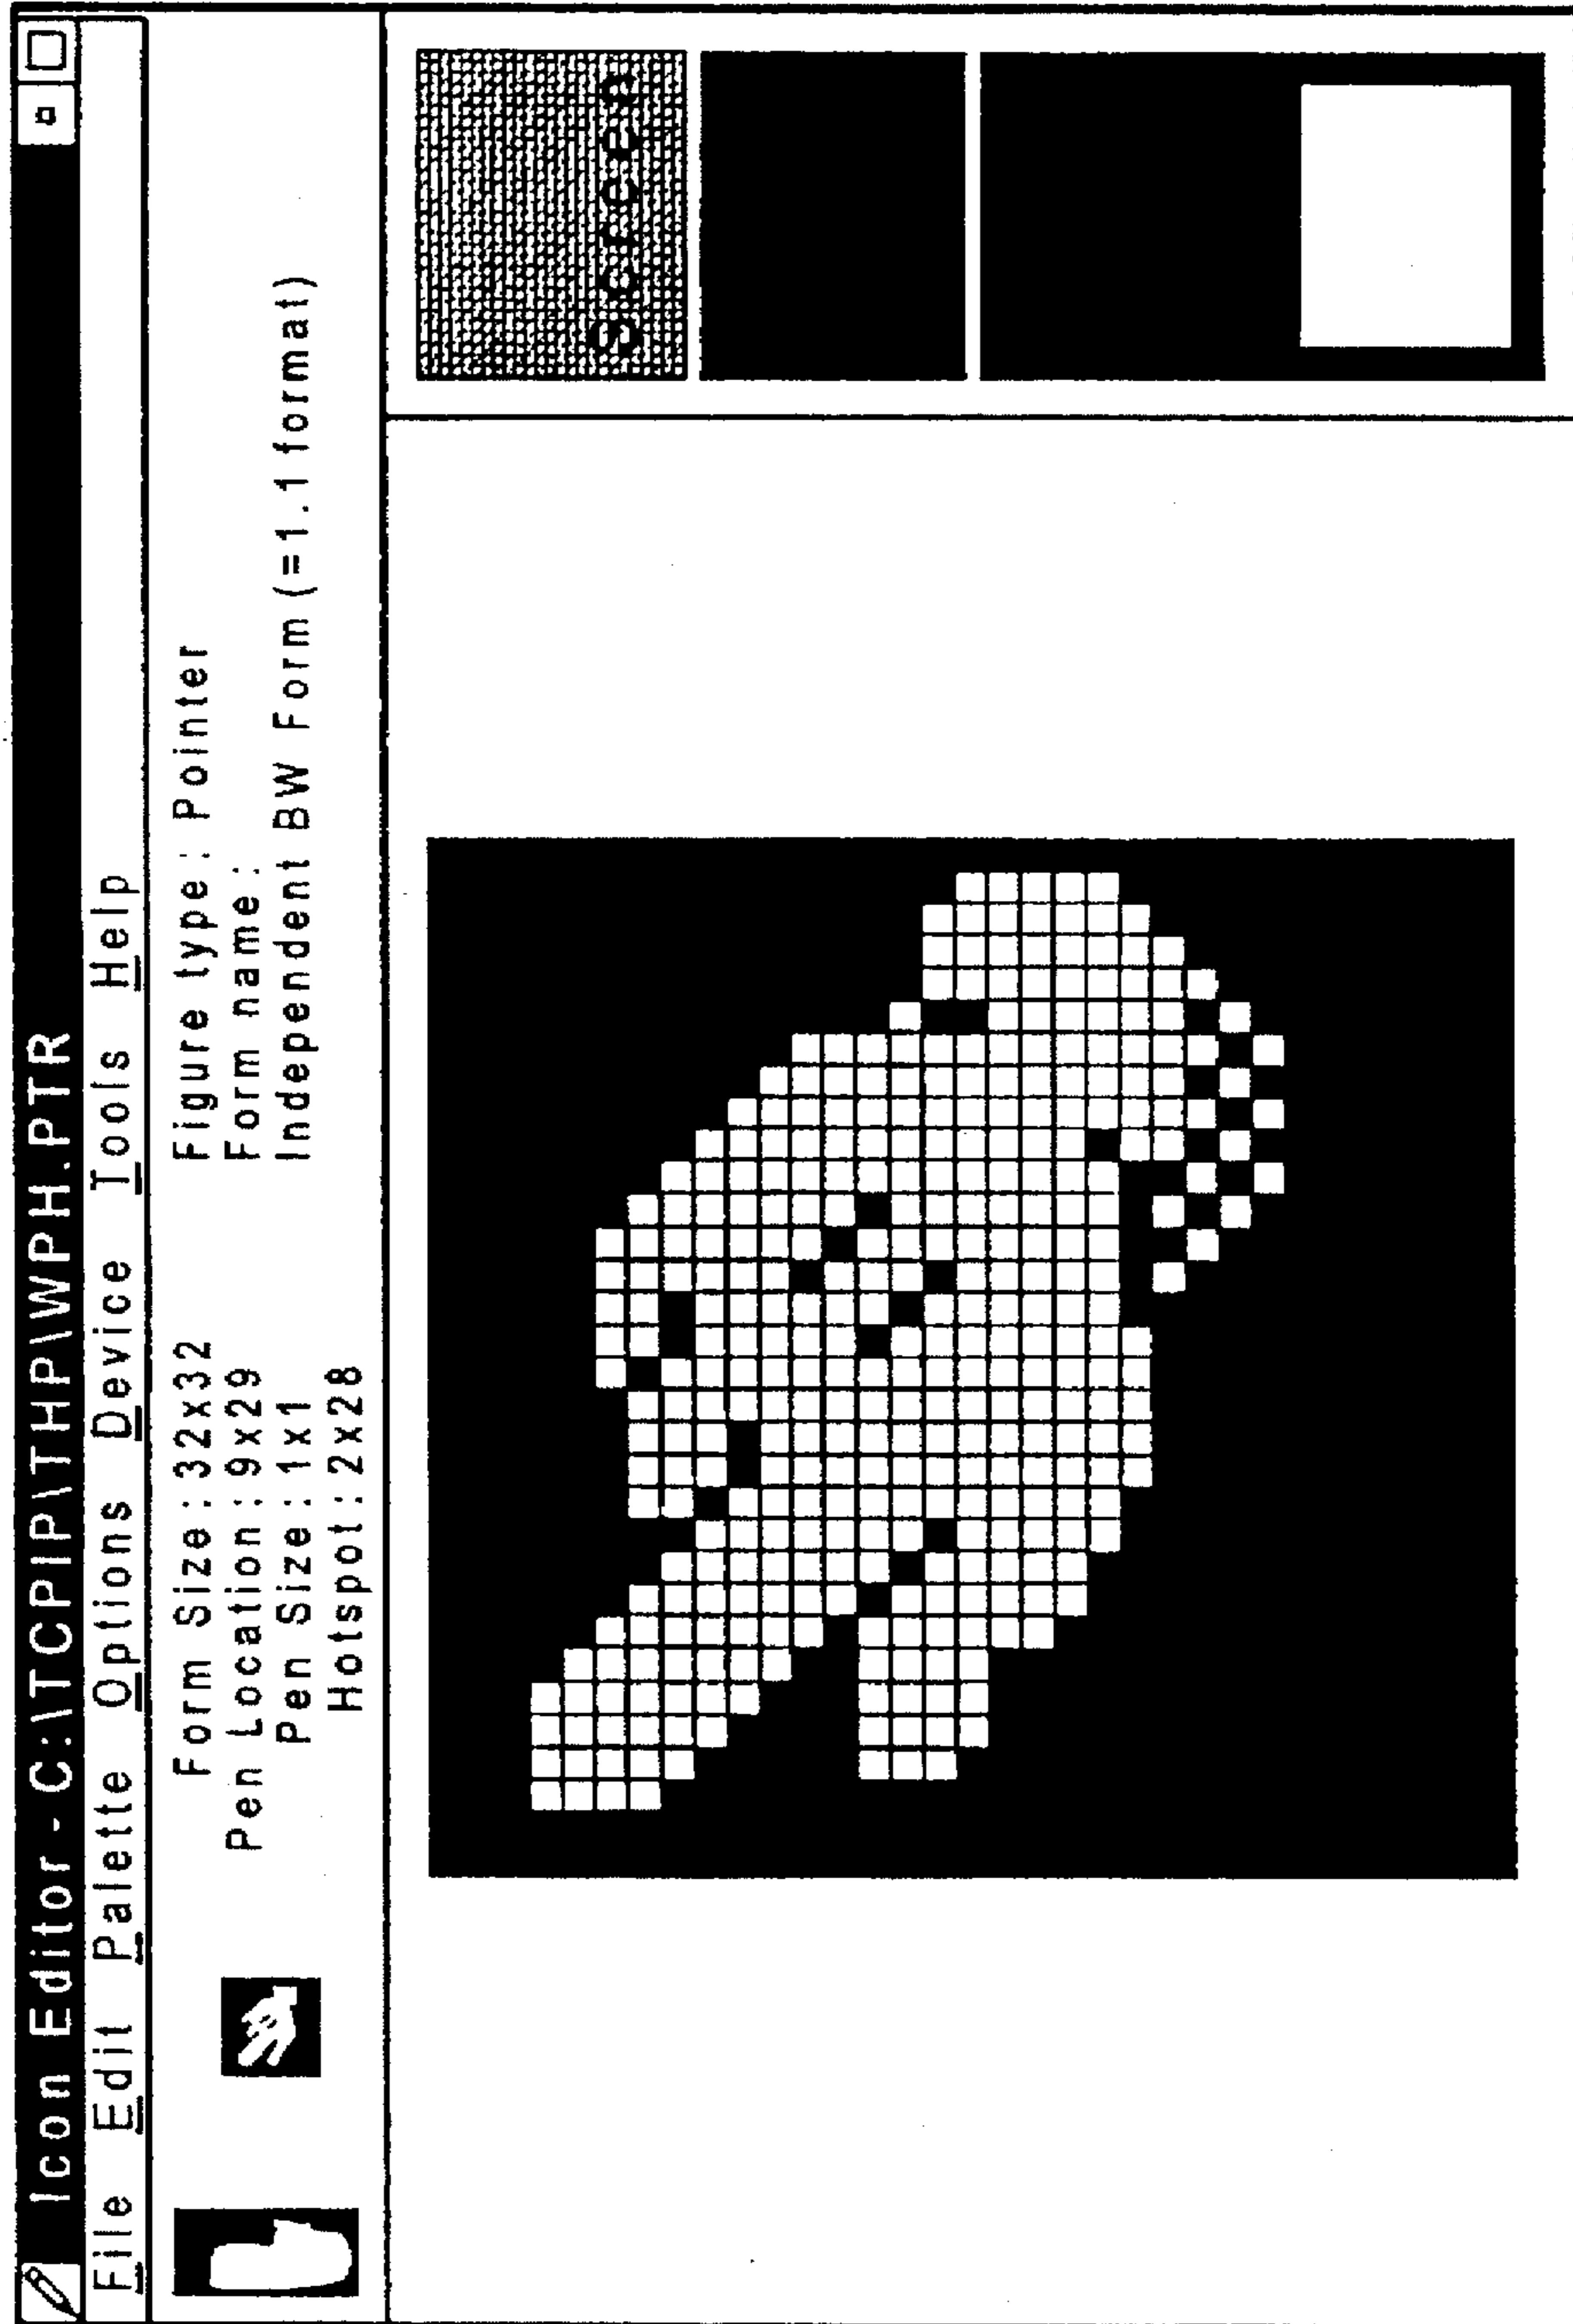 Icon Editor - C:\TCPIP\THP\WPH.PTR
File Edit Palette Options Device Tools Help
Form Size: 32x32
Pen Location: 9x29
Pen Size: 1x1
Hotspot: 2x28
Figure type: Pointer
Form name:
Independent BW Form (=1.1 format)
Screen